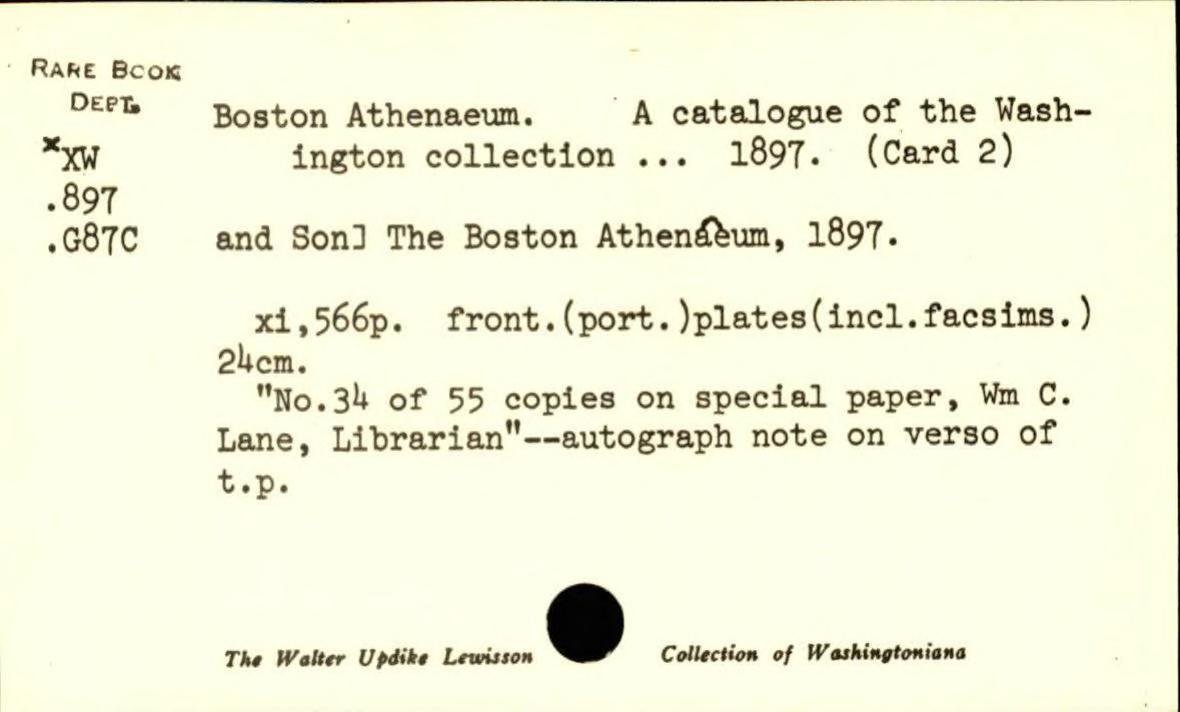 RARE BOOK
DEPT.
*XW
.897
.G87C
Boston Athenaeum. A catalogue of the Wash-
ington collection ... 1897. (Card 2)
and Son] The Boston Athenaeum, 1897.
xi,566p. front.(port.)plates(incl.facsims.)
24cm.
"No.34 of 55 copies on special paper, Wm C.
Lane, Librarian"--autograph note on verso of
t.p.
The Walter Updike Lewisson Collection of Washingtoniana